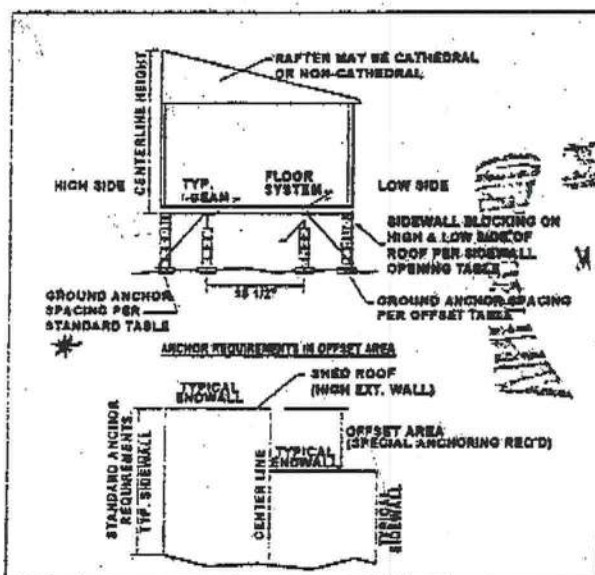 RAFTER MAY BE CATHEDRAL
OR NON-CATHEDRAL
CENTERLINE HEIGHT
HIGH SIDE
TYP.
I-BEAM
FLOOR
SYSTEM
LOW SIDE
SIDEWALL BLOCKING ON
HIGH & LOW SIDE OF
ROOF PER SIDEWALL
OPENING TABLE
GROUND ANCHOR
SPACING PER
STANDARD TABLE
GROUND ANCHOR SPACING
PER OFFSET TABLE
ANCHOR REQUIREMENTS IN OFFSET AREA
SHED ROOF
(HIGH EXT. WALL)
TYPICAL
ENDWALL
OFFSET AREA
(SPECIAL ANCHORING REQ'D)
TYPICAL
ENDWALL
STANDARD ANCHOR
REQUIREMENTS.
TYP. SIDEWALL
CENTER LINE
TYPICAL
SIDEWALL